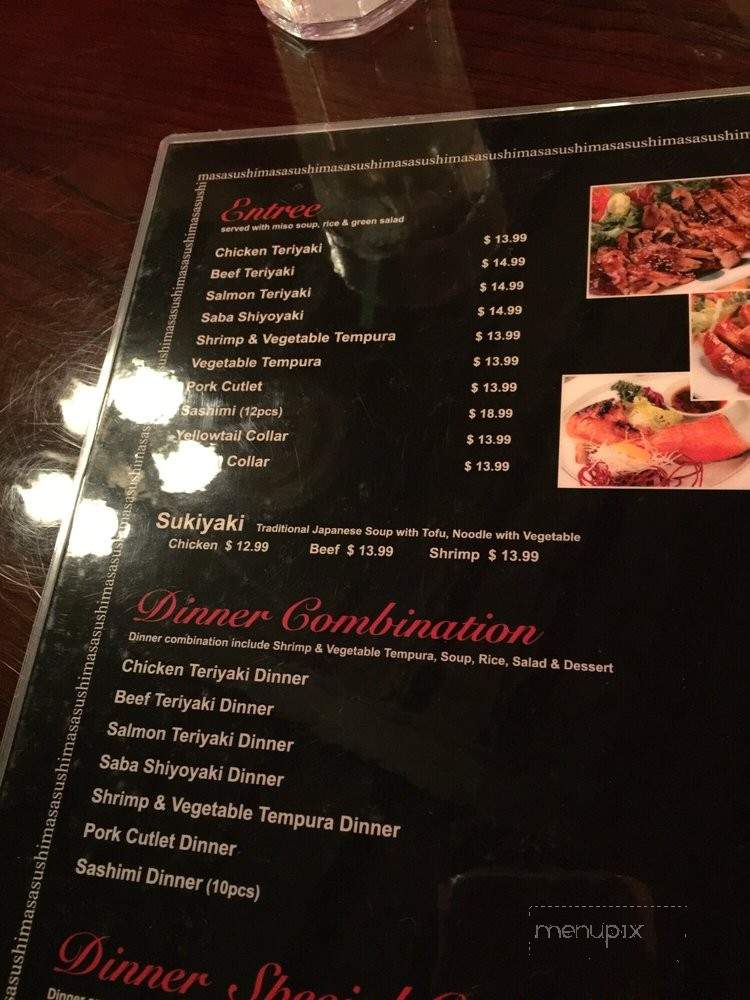 masasushimasasushimasasushimasasushimasasushimasasushimasasushimasasushim
Entree
served with miso soup, rice & green salad
Chicken Teriyaki $ 13.99
Beef Teriyaki $ 14.99
Salmon Teriyaki $ 14.99
Saba Shiyoyaki $ 14.99
Shrimp & Vegetable Tempura $ 13.99
Vegetable Tempura $ 13.99
Pork Cutlet $ 13.99
Sashimi (12pcs) $ 18.99
Yellowtail Collar $ 13.99
Collar $ 13.99
Sukiyaki Traditional Japanese Soup with Tofu, Noodle with Vegetable
Chicken $ 12.99 Beef $ 13.99 Shrimp $ 13.99
Dinner Combination
Dinner combination include Shrimp & Vegetable Tempura, Soup, Rice, Salad & Dessert
Chicken Teriyaki Dinner
Beef Teriyaki Dinner
Salmon Teriyaki Dinner
Saba Shiyoyaki Dinner
Shrimp & Vegetable Tempura Dinner
Pork Cutlet Dinner
Sashimi Dinner (10pcs)
Dinner Special
Dinner
menupix